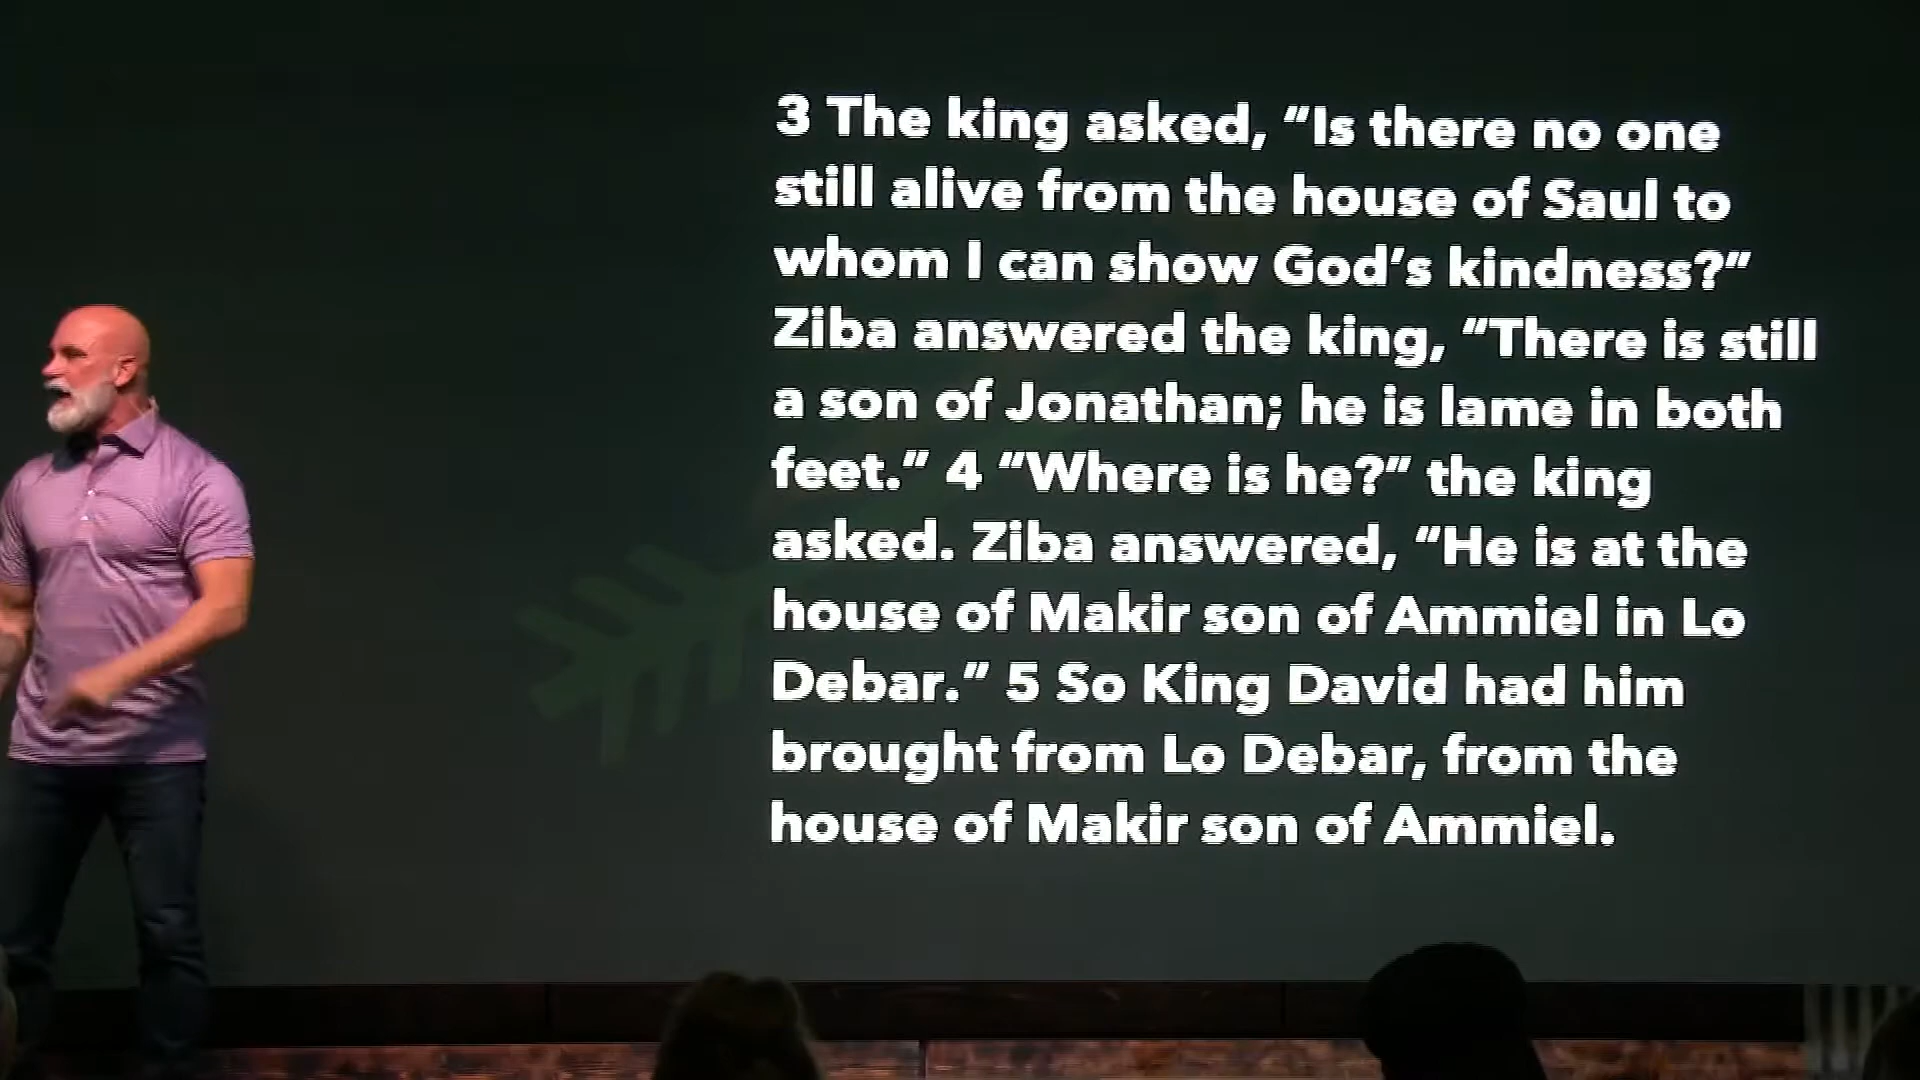 3 The king asked, “Is there no one
still alive from the house of Saul to
whom I can show God’s kindness?”
Ziba answered the king, “There is still
a son of Jonathan; he is lame in both
feet.” 4 “Where is he?” the king
asked. Ziba answered, “He is at the
house of Makir son of Ammiel in Lo
Debar.” 5 So King David had him
brought from Lo Debar, from the
house of Makir son of Ammiel.